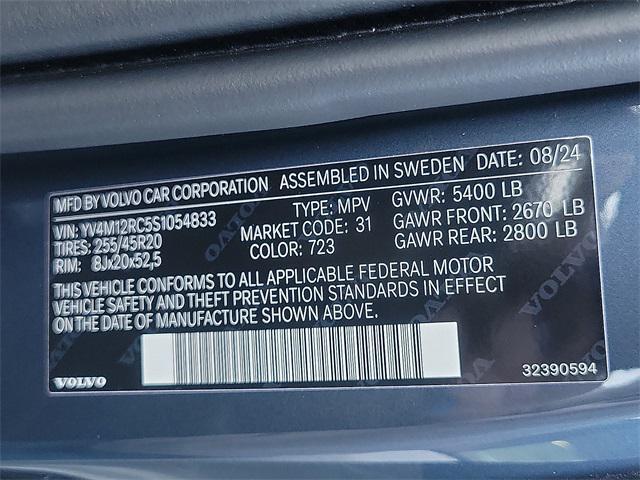 MFD BY VOLVO CAR CORPORATION ASSEMBLED IN SWEDEN DATE: 08/24
VIN: YV4M12RC5S1054833 TYPE: MPV GVWR: 5400 LB
TIRES: 255/45R20 MARKET CODE: 31 GAWR FRONT: 2670 LB
RIM: 8Jx20x52,5 COLOR: 723 GAWR REAR: 2800 LB
THIS VEHICLE CONFORMS TO ALL APPLICABLE FEDERAL MOTOR
VEHICLE SAFETY AND THEFT PREVENTION STANDARDS IN EFFECT
ON THE DATE OF MANUFACTURE SHOWN ABOVE.
VOLVO 32390594